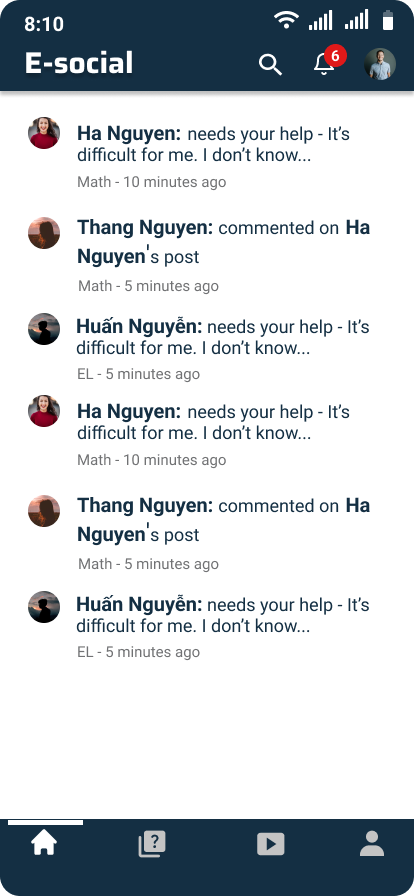 8:10
E-social
6
Ha Nguyen: needs your help - It's
difficult for me. I don't know...
Math - 10 minutes ago
Thang Nguyen: commented on Ha
Nguyen's post
Math - 5 minutes ago
Huấn Nguyễn: needs your help - It's
difficult for me. I don't know...
EL - 5 minutes ago
Ha Nguyen: needs your help - It's
difficult for me. I don't know...
Math - 10 minutes ago
Thang Nguyen: commented on Ha
Nguyen's post
Math - 5 minutes ago
Huấn Nguyễn: needs your help - It's
difficult for me. I don't know...
EL - 5 minutes ago
?